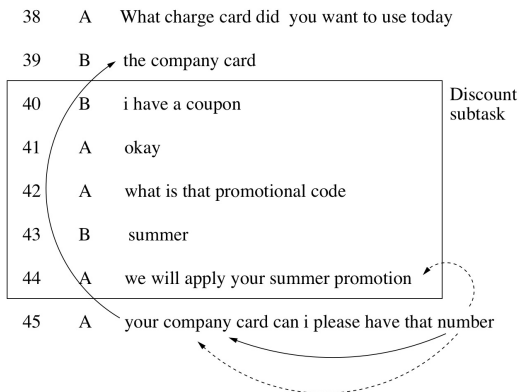 38 A What charge card did you want to use today
39 B the company card
40 B i have a coupon
Discount
subtask
41 A okay
42 A what is that promotional code
43 B summer
44 A we will apply your summer promotion
45 A your company card can i please have that number